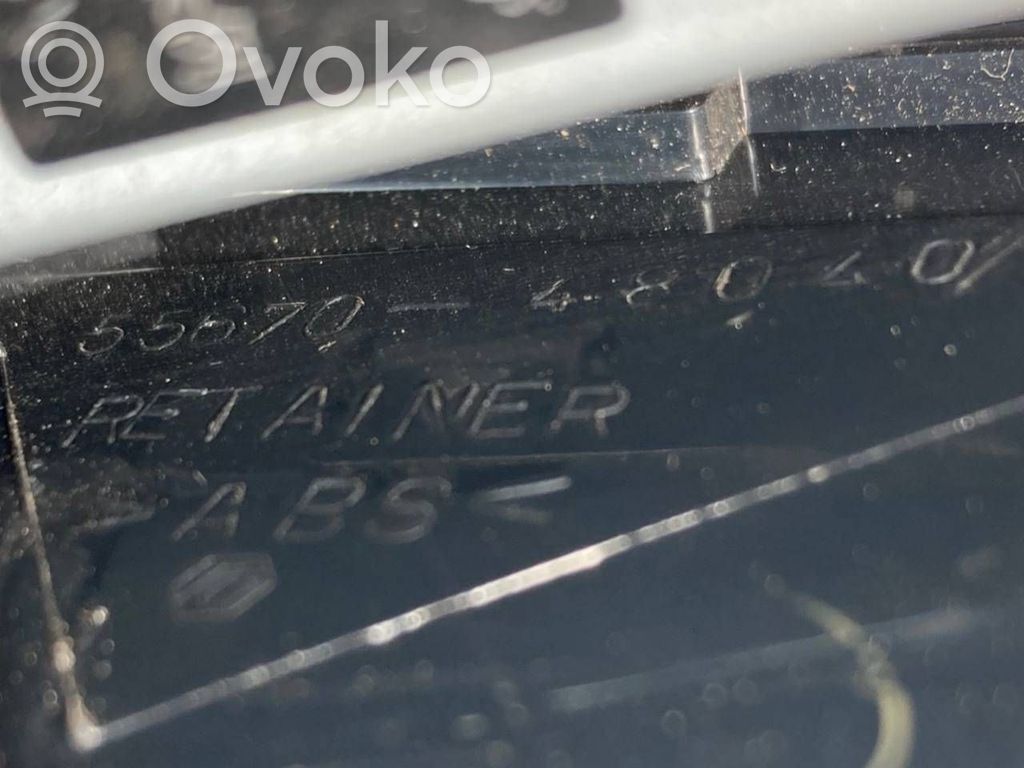 Ovoko
55670-48040/
RETAINER
>ABS<